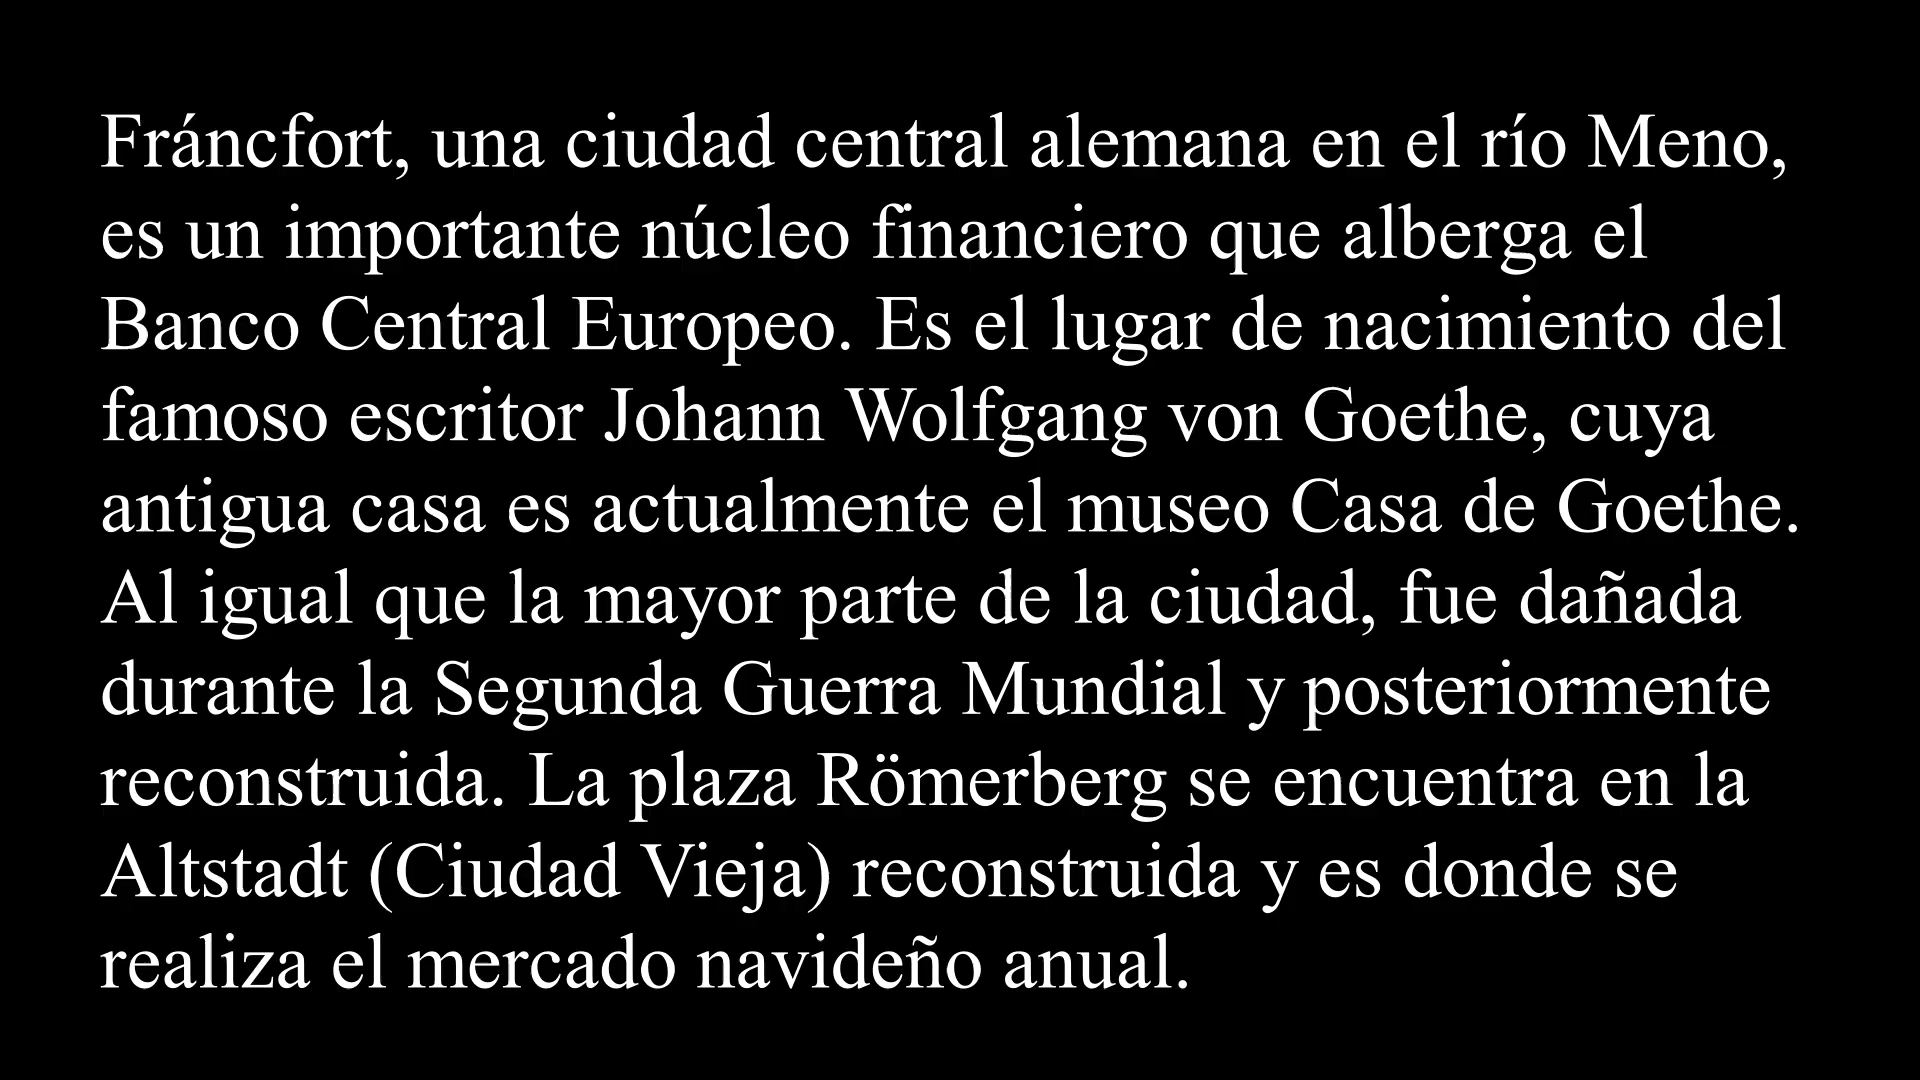 Fráncfort, una ciudad central alemana en el río Meno,
es un importante núcleo financiero que alberga el
Banco Central Europeo. Es el lugar de nacimiento del
famoso escritor Johann Wolfgang von Goethe, cuya
antigua casa es actualmente el museo Casa de Goethe.
Al igual que la mayor parte de la ciudad, fue dañada
durante la Segunda Guerra Mundial y posteriormente
reconstruida. La plaza Römerberg se encuentra en la
Altstadt (Ciudad Vieja) reconstruida y es donde se
realiza el mercado navideño anual.